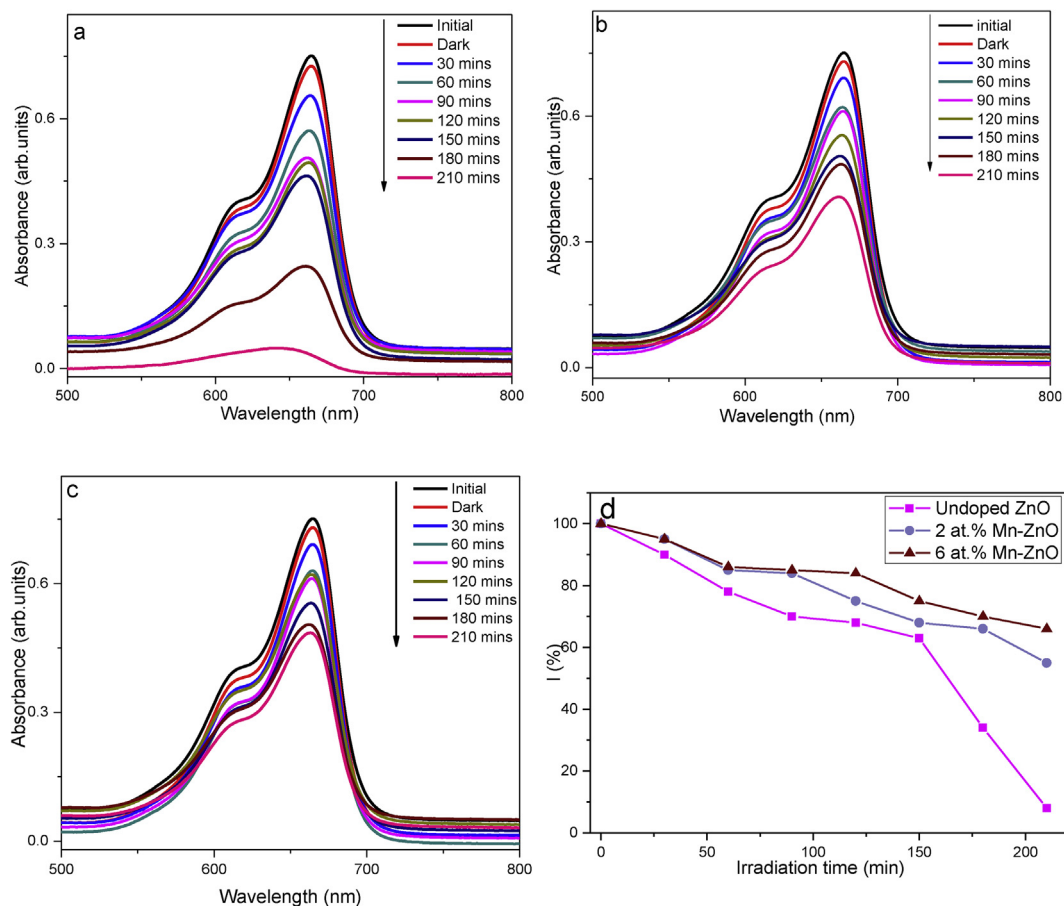 a
Initial
Dark
30 mins
60 mins
90 mins
120 mins
150 mins
180 mins
210 mins
Absorbance (arb.units)
0.6
0.3
0.0
500
600
700
800
Wavelength (nm)
b
initial
Dark
30 mins
60 mins
90 mins
120 mins
150 mins
180 mins
210 mins
Absorbance (arb.units)
0.6
0.3
0.0
500
600
700
800
Wavelength (nm)
c
Initial
Dark
30 mins
60 mins
90 mins
120 mins
150 mins
180 mins
210 mins
Absorbance (arb.units)
0.6
0.3
0.0
500
600
700
800
Wavelength (nm)
d
Undoped ZnO
2 at.% Mn-ZnO
6 at.% Mn-ZnO
I (%)
100
80
60
40
20
0
0
50
100
150
200
Irradiation time (min)